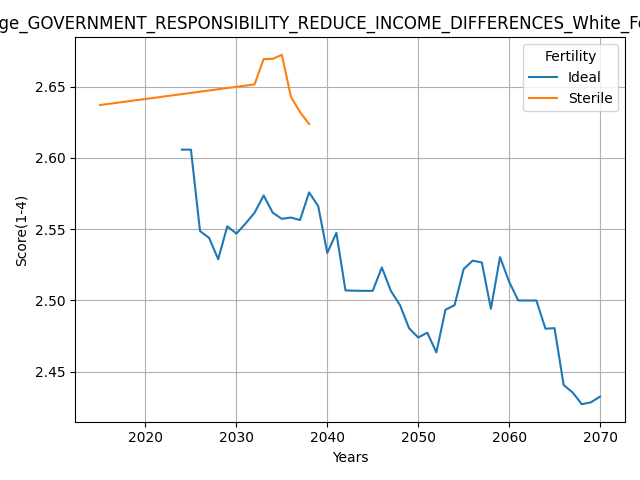 ge_GOVERNMENT_RESPONSIBILITY_REDUCE_INCOME_DIFFERENCES_White_Fe
Fertility
Ideal
Sterile
2.65
2.60
2.55
2.50
2.45
Score(1-4)
2020 2030 2040 2050 2060 2070
Years